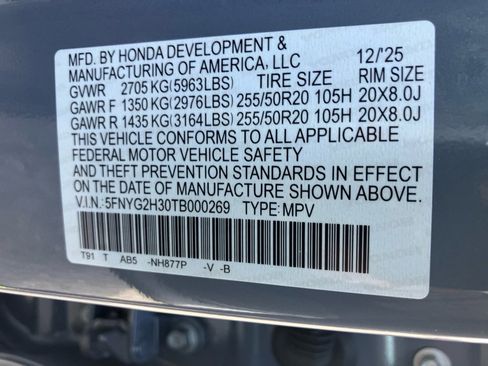 MFD. BY HONDA DEVELOPMENT & 12/25
MANUFACTURING OF AMERICA, LLC
GVWR 2705 KG(5963LBS) TIRE SIZE RIM SIZE
GAWR F 1350 KG(2976LBS) 255/50R20 105H 20X8.0J
GAWR R 1435 KG(3164LBS) 255/50R20 105H 20X8.0J
THIS VEHICLE CONFORMS TO ALL APPLICABLE
FEDERAL MOTOR VEHICLE SAFETY
AND THEFT PREVENTION STANDARDS IN EFFECT
ON THE DATE OF MANUFACTURE SHOWN ABOVE.
V.I.N.: 5FNYG2H30TB000269 TYPE: MPV
T91 T AB5 -NH877P -V -B